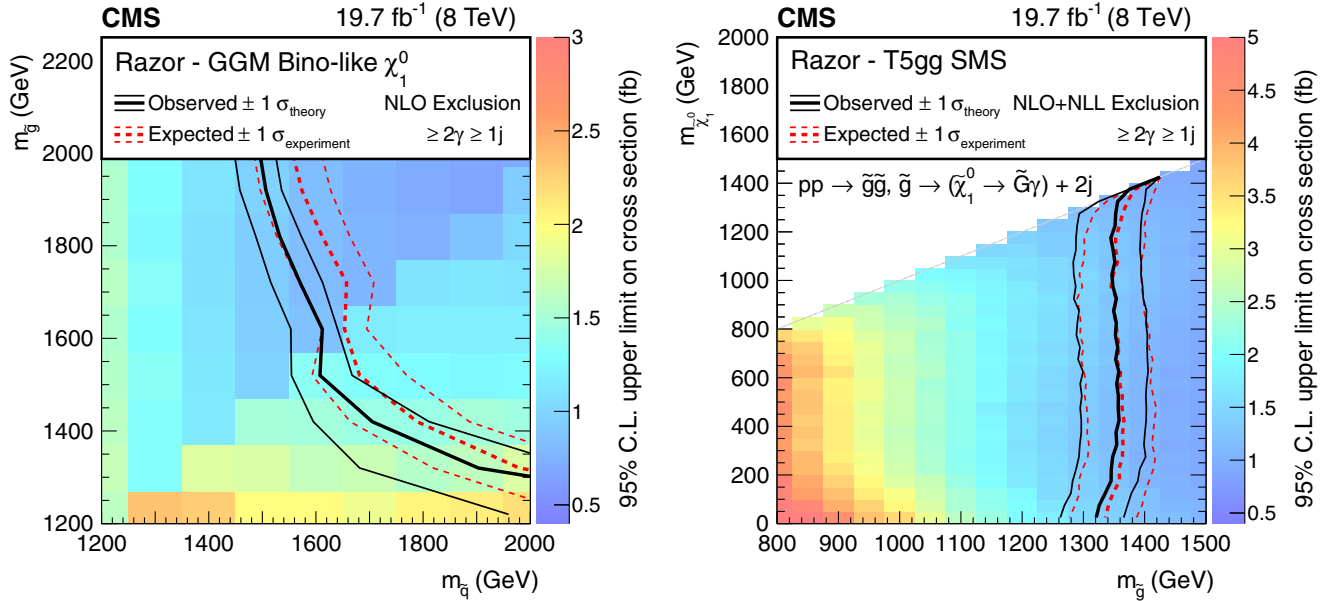 CMS 19.7 fb⁻¹ (8 TeV)
Razor - GGM Bino-like χ₁⁰
Observed ± 1 σ_theory NLO Exclusion
Expected ± 1 σ_experiment ≥ 2γ ≥ 1j
m_g̃ (GeV)
2200
2000
1800
1600
1400
1200
1200 1400 1600 1800 2000
m_q̃ (GeV)
3
2.5
2
1.5
1
0.5
95% C.L. upper limit on cross section (fb)
CMS 19.7 fb⁻¹ (8 TeV)
Razor - T5gg SMS
Observed ± 1 σ_theory NLO+NLL Exclusion
Expected ± 1 σ_experiment ≥ 2γ ≥ 1j
pp → g̃g̃, g̃ → (χ̃₁⁰ → G̃γ) + 2j
m_χ̃₁⁰ (GeV)
2000
1800
1600
1400
1200
1000
800
600
400
200
0
800 900 1000 1100 1200 1300 1400 1500
m_g̃ (GeV)
5
4.5
4
3.5
3
2.5
2
1.5
1
0.5
95% C.L. upper limit on cross section (fb)